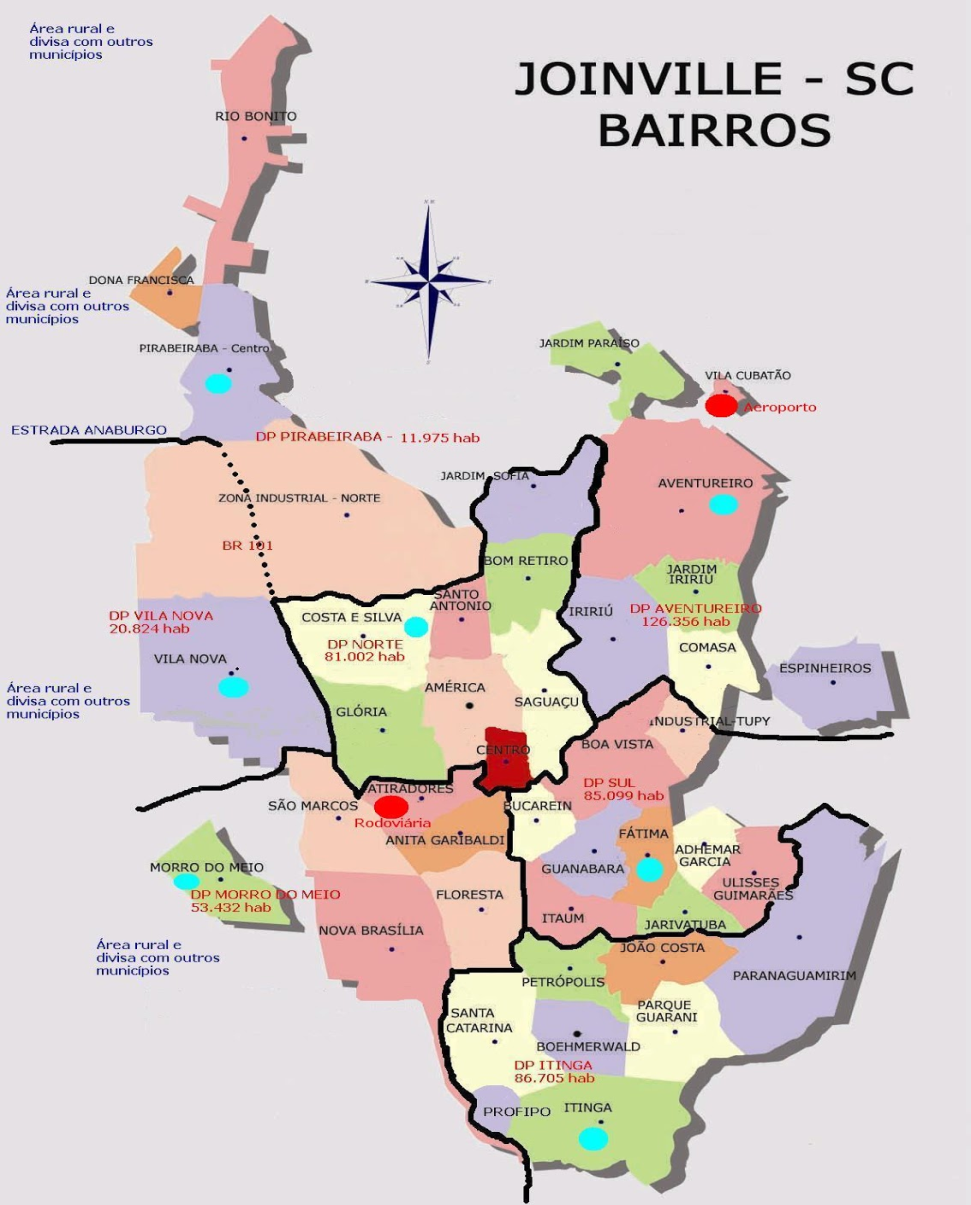 Área rural e
divisa com outros
municípios
JOINVILLE - SC
BAIRROS
RIO BONITO
DONA FRANCISCA
Área rural e
divisa com outros
municípios
PIRABEIRABA - Centro
JARDIM PARAÍSO
VILA CUBATÃO
Aeroporto
ESTRADA ANABURGO
DP PIRABEIRABA - 11.975 hab
JARDIM SOFIA
AVENTUREIRO
ZONA INDUSTRIAL - NORTE
BR 101
BOM RETIRO
JARDIM
IRIRIÚ
SANTO
ANTONIO
IRIRIÚ
DP AVENTUREIRO
126.356 hab
DP VILA NOVA
20.824 hab
COSTA E SILVA
DP NORTE
81.002 hab
VILA NOVA
COMASA
ESPINHEIROS
Área rural e
divisa com outros
municípios
AMÉRICA
SAGUAÇU
GLÓRIA
INDUSTRIAL-TUPY
BOA VISTA
CENTRO
DP SUL
85.099 hab
ATIRADORES
SÃO MARCOS
Rodoviária
BUCAREIN
ANITA GARIBALDI
FÁTIMA
ADHEMAR
GARCIA
GUANABARA
ULISSES
GUIMARÃES
MORRO DO MEIO
DP MORRO DO MEIO
53.432 hab
FLORESTA
ITAUM
JARIVATUBA
NOVA BRASÍLIA
Área rural e
divisa com outros
municípios
JOÃO COSTA
PETRÓPOLIS
PARANAGUAMIRIM
SANTA
CATARINA
PARQUE
GUARANI
BOEHMERWALD
DP ITINGA
86.705 hab
PROFIPO
ITINGA